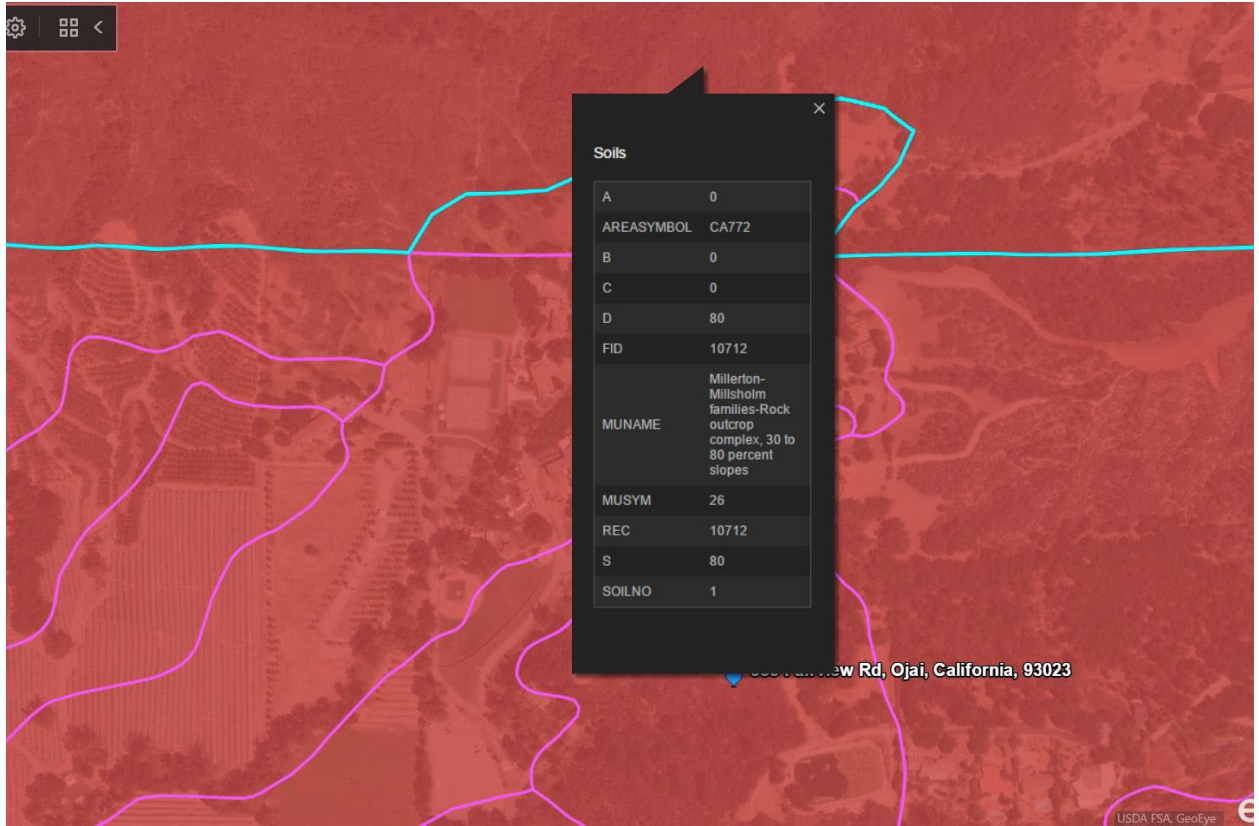 Soils
A 0
AREASYMBOL CA772
B 0
C 0
D 80
FID 10712
MUNAME Millerton-
Millsholm
families-Rock
outcrop
complex, 30 to
80 percent
slopes
MUSYM 26
REC 10712
S 80
SOILNO 1
Rd, Ojai, California, 93023
USDA FSA, GeoEye